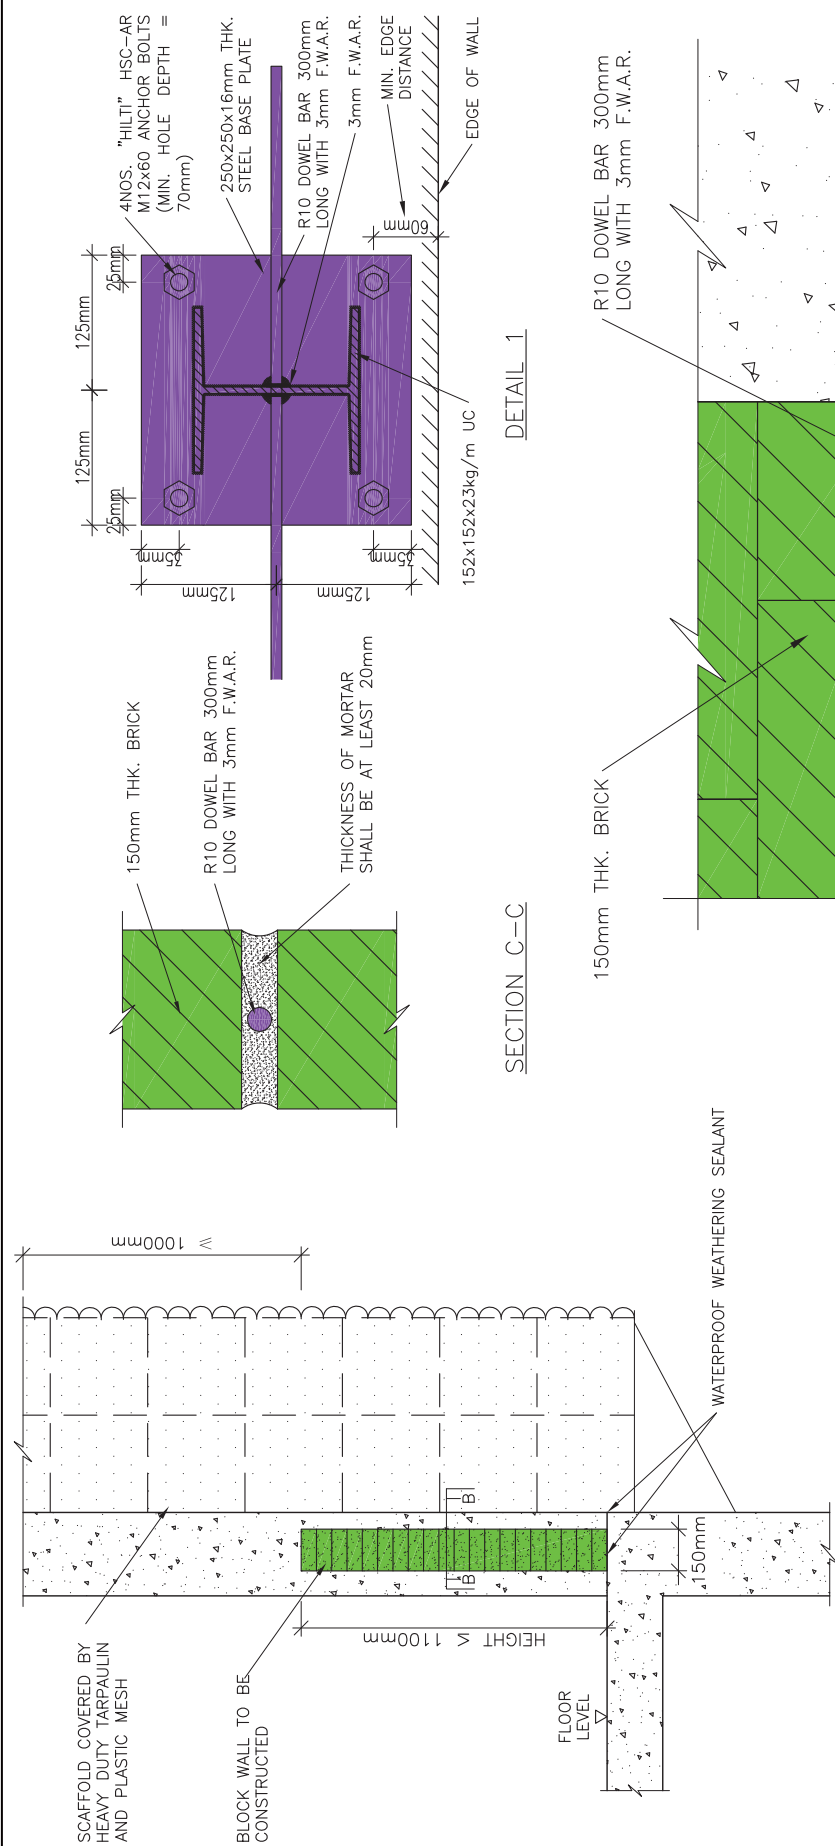 SCAFFOLD COVERED BY
HEAVY DUTY TARPAULIN
AND PLASTIC MESH
BLOCK WALL TO BE
CONSTRUCTED
FLOOR
LEVEL
HEIGHT ≥ 1100mm
B
B
150mm
≥ 1000mm
WATERPROOF WEATHERING SEALANT
150mm THK. BRICK
R10 DOWEL BAR 300mm
LONG WITH 3mm F.W.A.R.
THICKNESS OF MORTAR
SHALL BE AT LEAST 20mm
SECTION C-C
125mm
125mm
25mm
25mm
35mm
35mm
125mm
125mm
60mm
4NOS. "HILTI" HSC-AR
M12x60 ANCHOR BOLTS
(MIN. HOLE DEPTH =
70mm)
250x250x16mm THK.
STEEL BASE PLATE
R10 DOWEL BAR 300mm
LONG WITH 3mm F.W.A.R.
3mm F.W.A.R.
MIN. EDGE
DISTANCE
EDGE OF WALL
152x152x23kg/m UC
DETAIL 1
150mm THK. BRICK
R10 DOWEL BAR 300mm
LONG WITH 3mm F.W.A.R.